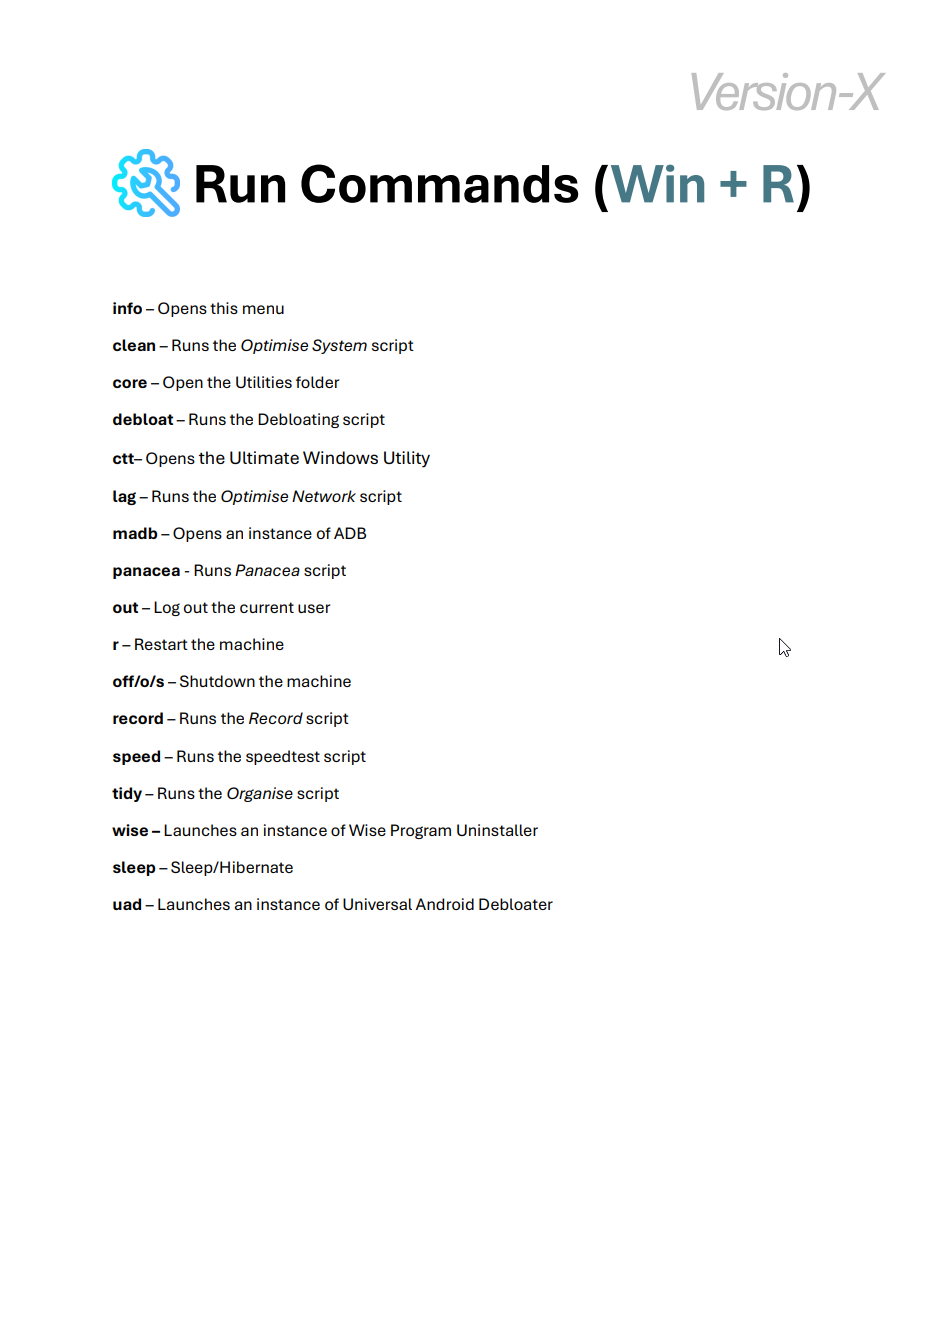 Version-X
Run Commands (Win + R)
info – Opens this menu
clean – Runs the Optimise System script
core – Open the Utilities folder
debloat – Runs the Debloating script
ctt– Opens the Ultimate Windows Utility
lag – Runs the Optimise Network script
madb – Opens an instance of ADB
panacea - Runs Panacea script
out – Log out the current user
r – Restart the machine
off/o/s – Shutdown the machine
record – Runs the Record script
speed – Runs the speedtest script
tidy – Runs the Organise script
wise – Launches an instance of Wise Program Uninstaller
sleep – Sleep/Hibernate
uad – Launches an instance of Universal Android Debloater